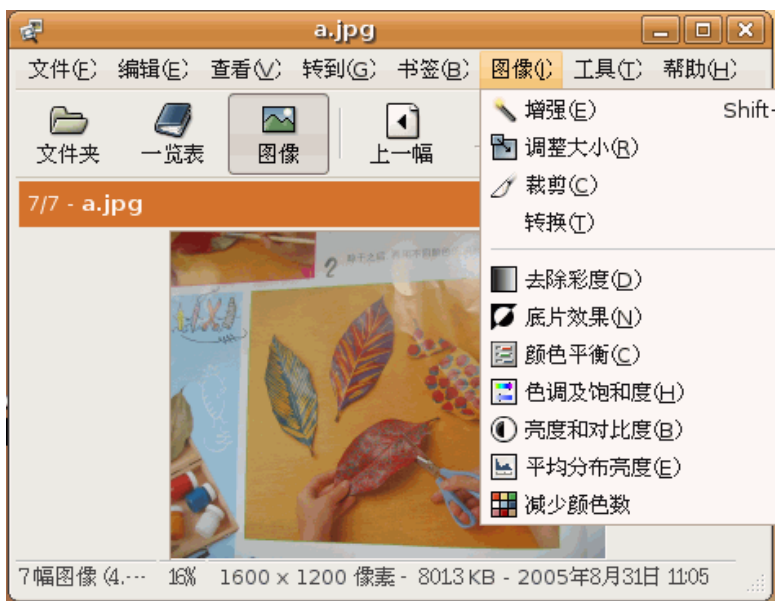 a.jpg
文件(F) 编辑(E) 查看(V) 转到(G) 书签(B) 图像(I) 工具(T) 帮助(H)
文件夹 一览表 图像 上一幅
7/7 - a.jpg
增强(E) Shift-
调整大小(R)
裁剪(C)
转换(T)
去除彩度(D)
底片效果(N)
颜色平衡(C)
色调及饱和度(H)
亮度和对比度(B)
平均分布亮度(E)
减少颜色数
2
7幅图像 (4.… 16% 1600 x 1200 像素 - 801.3 KB - 2005年8月31日 11:05